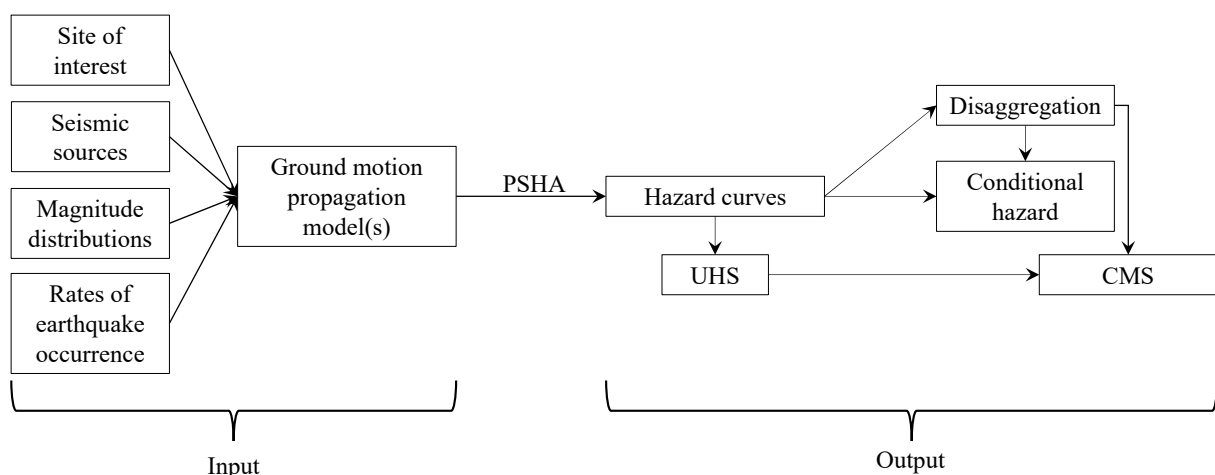 Site of
interest
Seismic
sources
Magnitude
distributions
Rates of
earthquake
occurrence
Ground motion
propagation
model(s)
PSHA
Hazard curves
UHS
Disaggregation
Conditional
hazard
CMS
Input
Output